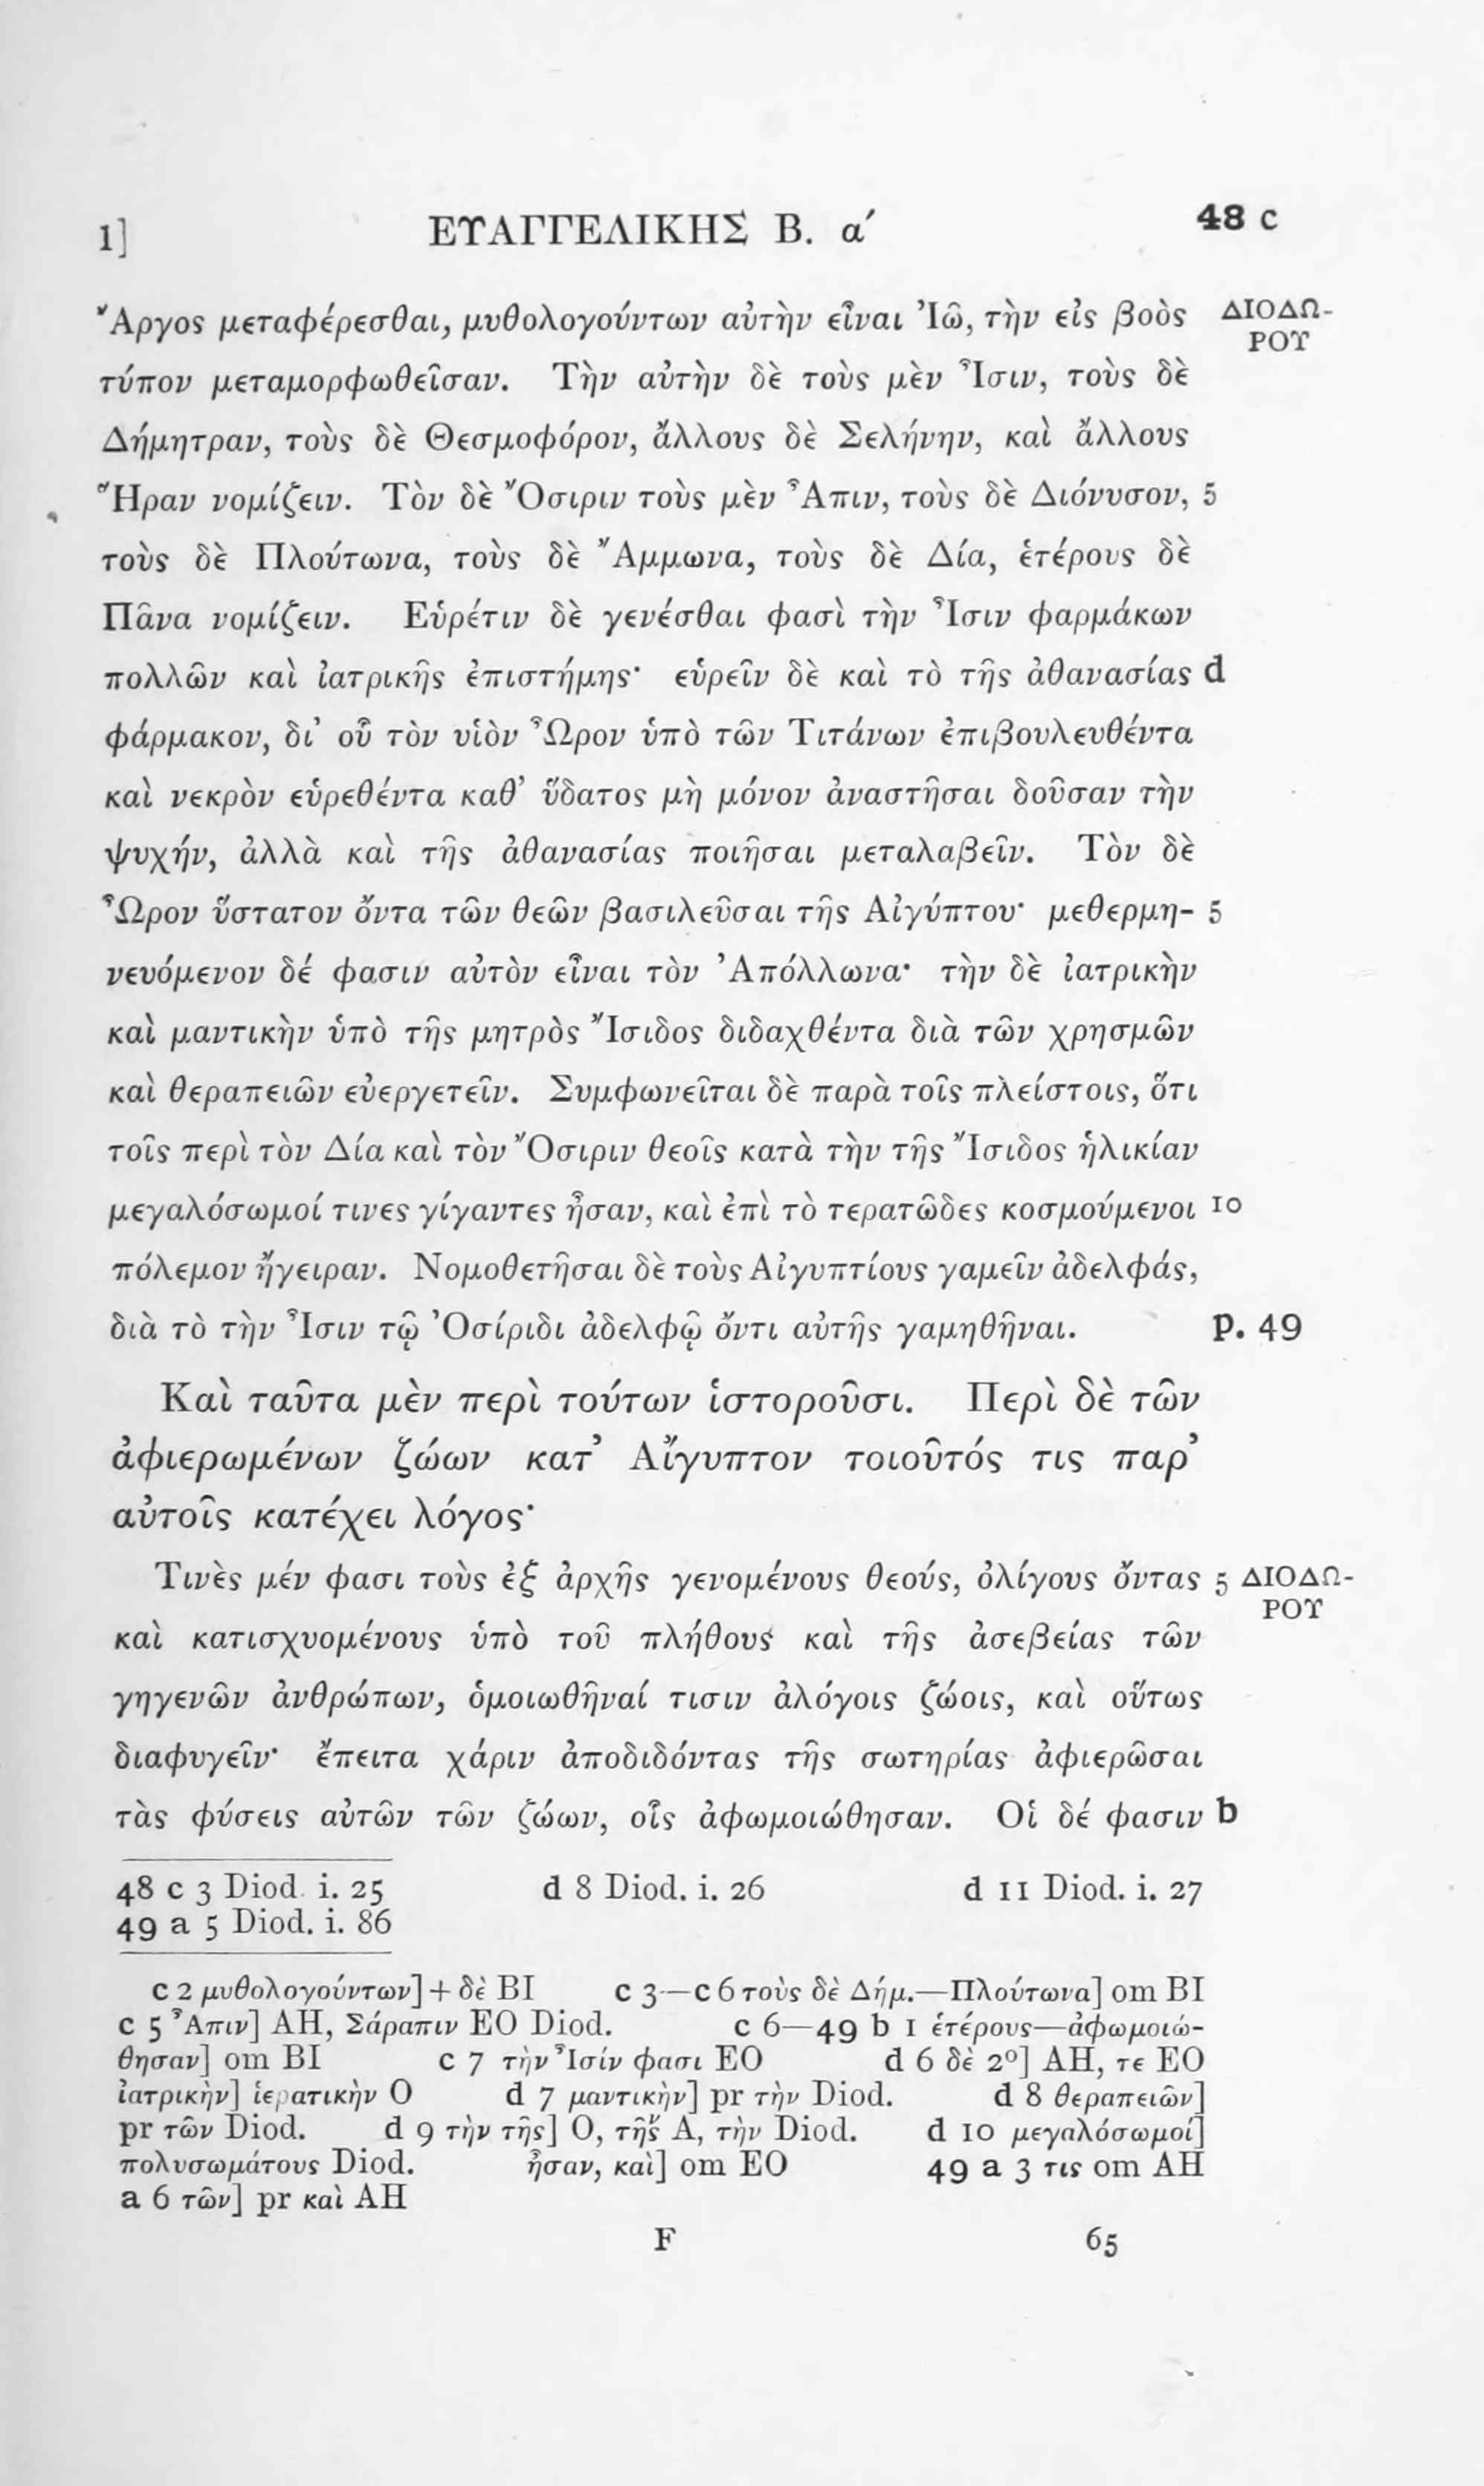 1] ΕΥΑΓΓΕΛΙΚΗΣ Β. α′ 48 c
Ἄργος μεταφέρεσθαι, μυθολογούντων αὐτὴν εἶναι Ἰῶ, τὴν εἰς βοὸς ΔΙΟΔΩ-
ΡΟΥ
τύπον μεταμορφωθεῖσαν. Τὴν αὐτὴν δὲ τοὺς μὲν Ἶσιν, τοὺς δὲ
Δήμητραν, τοὺς δὲ Θεσμοφόρον, ἄλλους δὲ Σελήνην, καὶ ἄλλους
Ἥραν νομίζειν. Τὸν δὲ Ὄσιριν τοὺς μὲν Ἆπιν, τοὺς δὲ Διόνυσον, 5
τοὺς δὲ Πλούτωνα, τοὺς δὲ Ἄμμωνα, τοὺς δὲ Δία, ἑτέρους δὲ
Πᾶνα νομίζειν. Εὑρέτιν δὲ γενέσθαι φασὶ τὴν Ἶσιν φαρμάκων
πολλῶν καὶ ἰατρικῆς ἐπιστήμης· εὑρεῖν δὲ καὶ τὸ τῆς ἀθανασίας d
φάρμακον, δι’ οὗ τὸν υἱὸν Ὧρον ὑπὸ τῶν Τιτάνων ἐπιβουλευθέντα
καὶ νεκρὸν εὑρεθέντα καθ’ ὕδατος μὴ μόνον ἀναστῆσαι δοῦσαν τὴν
ψυχήν, ἀλλὰ καὶ τῆς ἀθανασίας ποιῆσαι μεταλαβεῖν. Τὸν δὲ
Ὧρον ὕστατον ὄντα τῶν θεῶν βασιλεῦσαι τῆς Αἰγύπτου· μεθερμη- 5
νευόμενον δέ φασιν αὐτὸν εἶναι τὸν Ἀπόλλωνα· τὴν δὲ ἰατρικὴν
καὶ μαντικὴν ὑπὸ τῆς μητρὸς Ἴσιδος διδαχθέντα διὰ τῶν χρησμῶν
καὶ θεραπειῶν εὐεργετεῖν. Συμφωνεῖται δὲ παρὰ τοῖς πλείστοις, ὅτι
τοῖς περὶ τὸν Δία καὶ τὸν Ὄσιριν θεοῖς κατὰ τὴν τῆς Ἴσιδος ἡλικίαν
μεγαλόσωμοί τινες γίγαντες ἦσαν, καὶ ἐπὶ τὸ τερατῶδες κοσμούμενοι 10
πόλεμον ἤγειραν. Νομοθετῆσαι δὲ τοὺς Αἰγυπτίους γαμεῖν ἀδελφάς,
διὰ τὸ τὴν Ἶσιν τῷ Ὀσίριδι ἀδελφῷ ὄντι αὐτῆς γαμηθῆναι. p. 49
Καὶ ταῦτα μὲν περὶ τούτων ἱστοροῦσι. Περὶ δὲ τῶν
ἀφιερωμένων ζώων κατ’ Αἴγυπτον τοιοῦτός τις παρ’
αὐτοῖς κατέχει λόγος·
Τινὲς μέν φασι τοὺς ἐξ ἀρχῆς γενομένους θεούς, ὀλίγους ὄντας 5 ΔΙΟΔΩ-
ΡΟΥ
καὶ κατισχυομένους ὑπὸ τοῦ πλήθους καὶ τῆς ἀσεβείας τῶν
γηγενῶν ἀνθρώπων, ὁμοιωθῆναί τισιν ἀλόγοις ζώοις, καὶ οὕτως
διαφυγεῖν· ἔπειτα χάριν ἀποδιδόντας τῆς σωτηρίας ἀφιερῶσαι
τὰς φύσεις αὐτῶν τῶν ζώων, οἷς ἀφωμοιώθησαν. Οἱ δέ φασιν b
48 c 3 Diod. i. 25 d 8 Diod. i. 26 d 11 Diod. i. 27
49 a 5 Diod. i. 86
c 2 μυθολογούντων] + δὲ BI c 3—c 6 τοὺς δὲ Δήμ.—Πλούτωνα] om BI
c 5 Ἆπιν] AH, Σάραπιν EO Diod. c 6—49 b 1 ἑτέρους—ἀφωμοιώ-
θησαν] om BI c 7 τὴν Ἶσίν φασι EO d 6 δὲ 2º] AH, τε EO
ἰατρικὴν] ἱερατικὴν O d 7 μαντικὴν] pr τὴν Diod. d 8 θεραπειῶν]
pr τῶν Diod. d 9 τὴν τῆς] O, τῆς̔ A, τὴν Diod. d 10 μεγαλόσωμοί]
πολυσωμάτους Diod. ἦσαν, καὶ] om EO 49 a 3 τις om AH
a 6 τῶν] pr καὶ AH
F 65